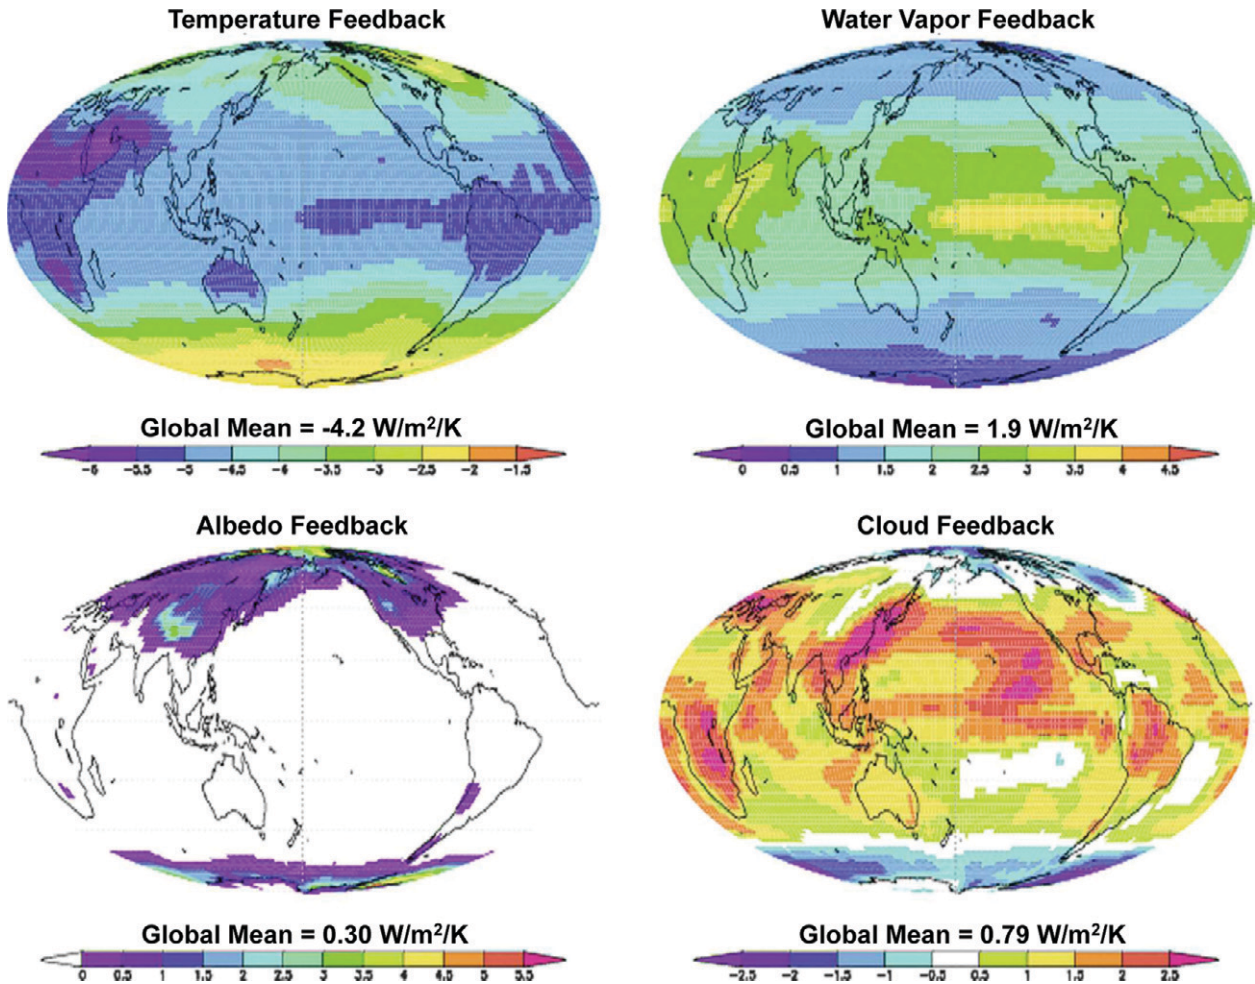 Temperature Feedback
Water Vapor Feedback
Global Mean = -4.2 W/m²/K
-6 -5.5 -5 -4.5 -4 -3.5 -3 -2.5 -2 -1.5
Global Mean = 1.9 W/m²/K
0 0.5 1 1.5 2 2.5 3 3.5 4 4.5
Albedo Feedback
Cloud Feedback
Global Mean = 0.30 W/m²/K
0 0.5 1 1.5 2 3 4 4.5 5 5.5
Global Mean = 0.79 W/m²/K
-2.5 -2 -1.5 -1 -0.5 0.5 1 1.5 2 2.5